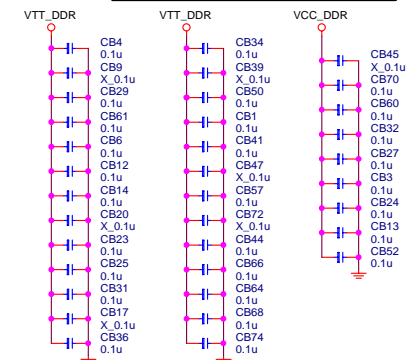 VTT_DDR
CB4
0.1u
CB9
X_0.1u
CB29
0.1u
CB61
0.1u
CB6
0.1u
CB12
0.1u
CB14
0.1u
CB20
X_0.1u
CB23
0.1u
CB25
0.1u
CB31
0.1u
CB17
X_0.1u
CB36
0.1u
VTT_DDR
CB34
0.1u
CB39
X_0.1u
CB50
0.1u
CB1
0.1u
CB41
0.1u
CB47
X_0.1u
CB57
0.1u
CB72
X_0.1u
CB44
0.1u
CB66
0.1u
CB64
0.1u
CB68
0.1u
CB74
0.1u
VCC_DDR
CB45
X_0.1u
CB70
0.1u
CB60
0.1u
CB32
0.1u
CB27
0.1u
CB3
0.1u
CB24
0.1u
CB13
0.1u
CB52
0.1u